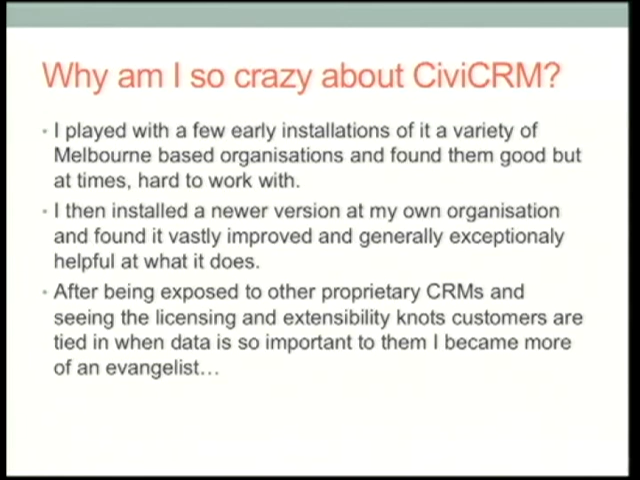 Why am I so crazy about CiviCRM?
• I played with a few early installations of it a variety of
Melbourne based organisations and found them good but
at times, hard to work with.
• I then installed a newer version at my own organisation
and found it vastly improved and generally exceptionaly
helpful at what it does.
• After being exposed to other proprietary CRMs and
seeing the licensing and extensibility knots customers are
tied in when data is so important to them I became more
of an evangelist…